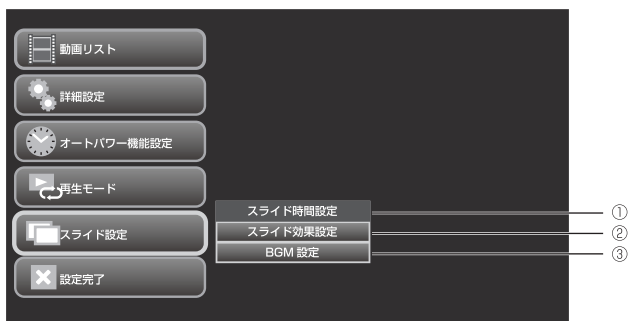 動画リスト
詳細設定
オートパワー機能設定
再生モード
スライド設定
設定完了
スライド時間設定
スライド効果設定
BGM 設定
①
②
③